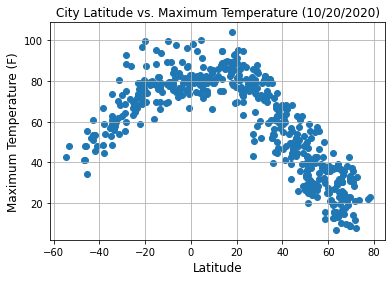 City Latitude vs. Maximum Temperature (10/20/2020)
Maximum Temperature (F)
100
80
60
40
20
−60 −40 −20 0 20 40 60 80
Latitude